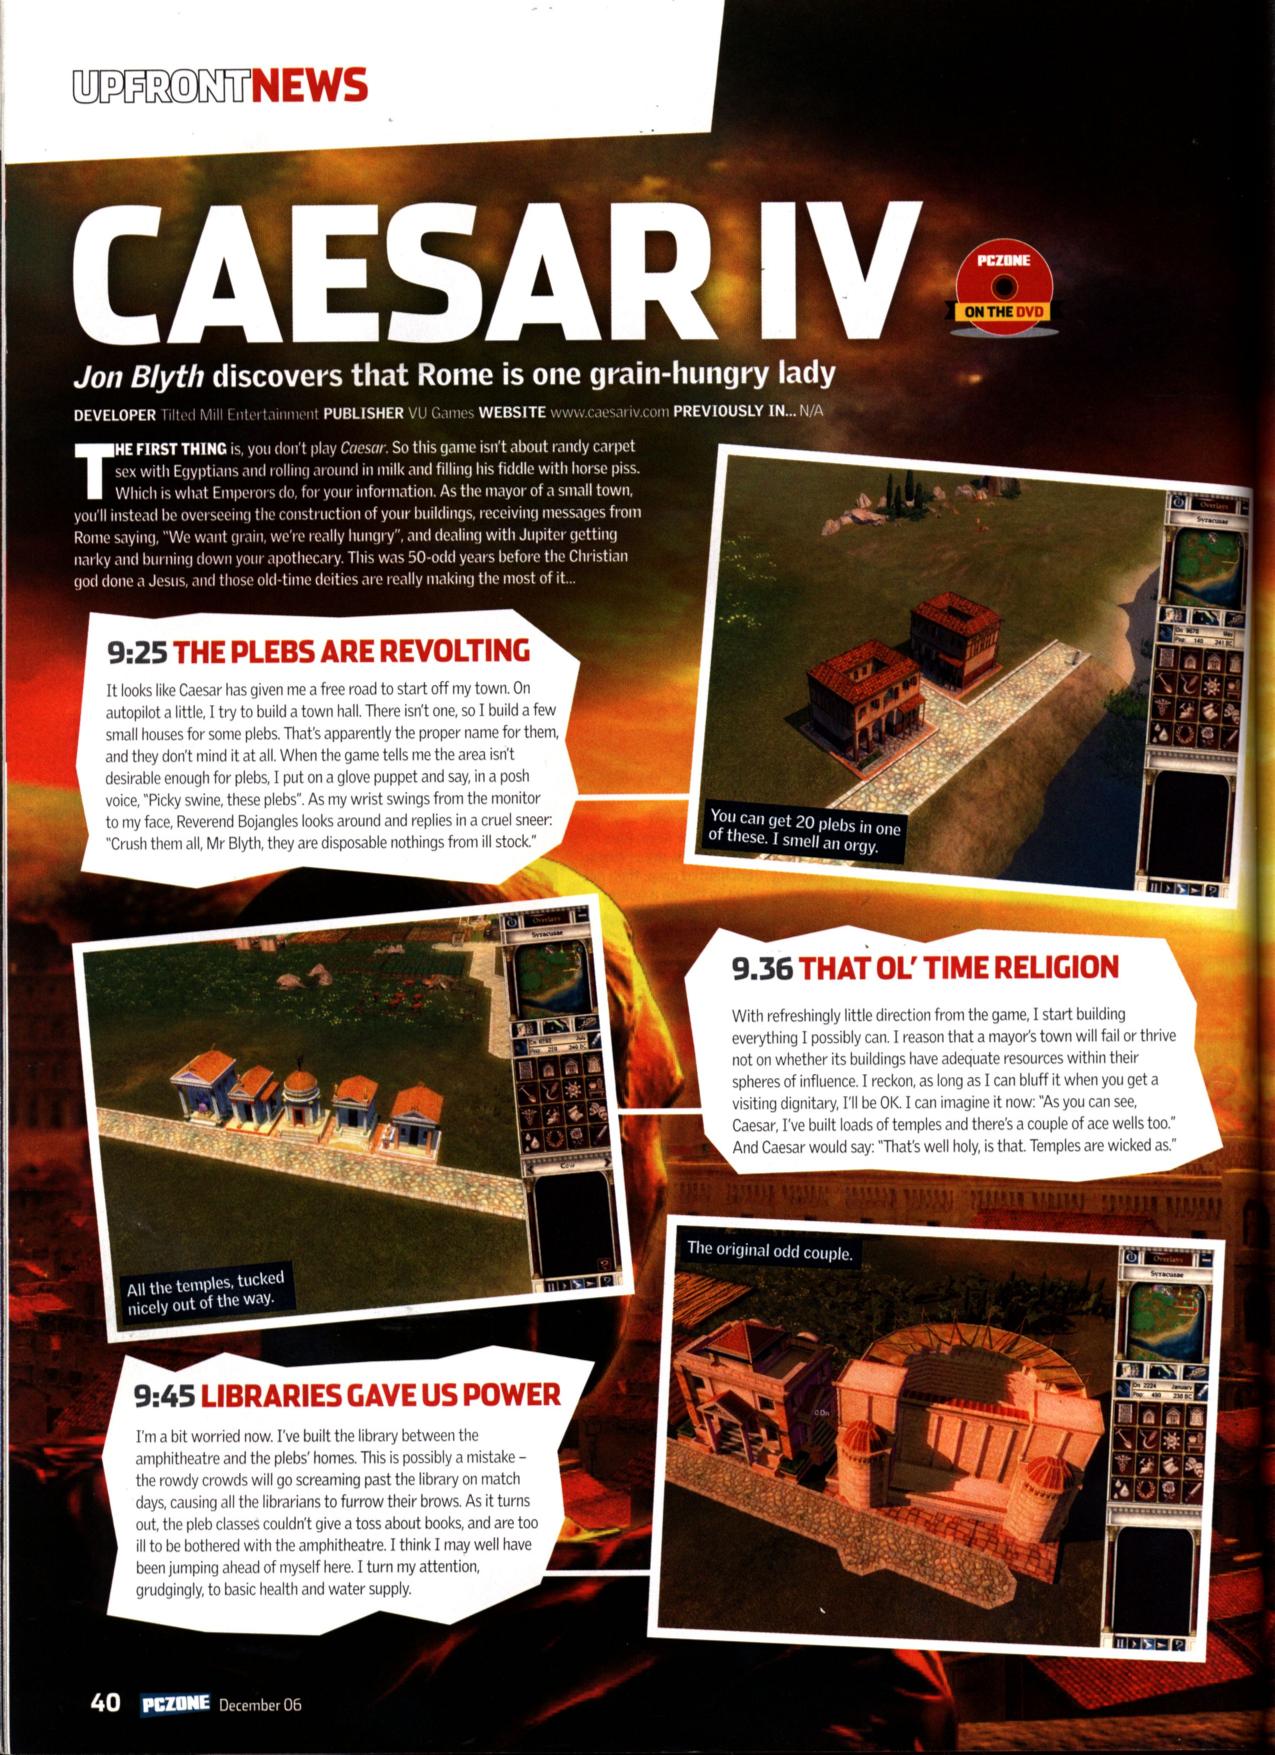 UPFRONTNEWS
CAESAR IV
PCZONE
ON THE DVD
Jon Blyth discovers that Rome is one grain-hungry lady
DEVELOPER Tilted Mill Entertainment PUBLISHER VU Games WEBSITE www.caesariv.com PREVIOUSLY IN... N/A
THE FIRST THING is, you don't play Caesar. So this game isn't about randy carpet
sex with Egyptians and rolling around in milk and filling his fiddle with horse piss.
Which is what Emperors do, for your information. As the mayor of a small town,
you'll instead be overseeing the construction of your buildings, receiving messages from
Rome saying, "We want grain, we're really hungry", and dealing with Jupiter getting
narky and burning down your apothecary. This was 50-odd years before the Christian
god done a Jesus, and those old-time deities are really making the most of it...
9:25 THE PLEBS ARE REVOLTING
It looks like Caesar has given me a free road to start off my town. On
autopilot a little, I try to build a town hall. There isn't one, so I build a few
small houses for some plebs. That's apparently the proper name for them,
and they don't mind it at all. When the game tells me the area isn't
desirable enough for plebs, I put on a glove puppet and say, in a posh
voice, "Picky swine, these plebs". As my wrist swings from the monitor
to my face, Reverend Bojangles looks around and replies in a cruel sneer:
"Crush them all, Mr Blyth, they are disposable nothings from ill stock."
Overlays
Syracusae
You can get 20 plebs in one
of these. I smell an orgy.
Overlays
Syracusae
Cow
All the temples, tucked
nicely out of the way.
9.36 THAT OL' TIME RELIGION
With refreshingly little direction from the game, I start building
everything I possibly can. I reason that a mayor's town will fail or thrive
not on whether its buildings have adequate resources within their
spheres of influence. I reckon, as long as I can bluff it when you get a
visiting dignitary, I'll be OK. I can imagine it now: "As you can see,
Caesar, I've built loads of temples and there's a couple of ace wells too."
And Caesar would say: "That's well holy, is that. Temples are wicked as."
The original odd couple.
Overlays
Syracusae
Dn 2224 January
Pop: 490 238 BC
9:45 LIBRARIES GAVE US POWER
I'm a bit worried now. I've built the library between the
amphitheatre and the plebs' homes. This is possibly a mistake –
the rowdy crowds will go screaming past the library on match
days, causing all the librarians to furrow their brows. As it turns
out, the pleb classes couldn't give a toss about books, and are too
ill to be bothered with the amphitheatre. I think I may well have
been jumping ahead of myself here. I turn my attention,
grudgingly, to basic health and water supply.
40 PCZONE December 06